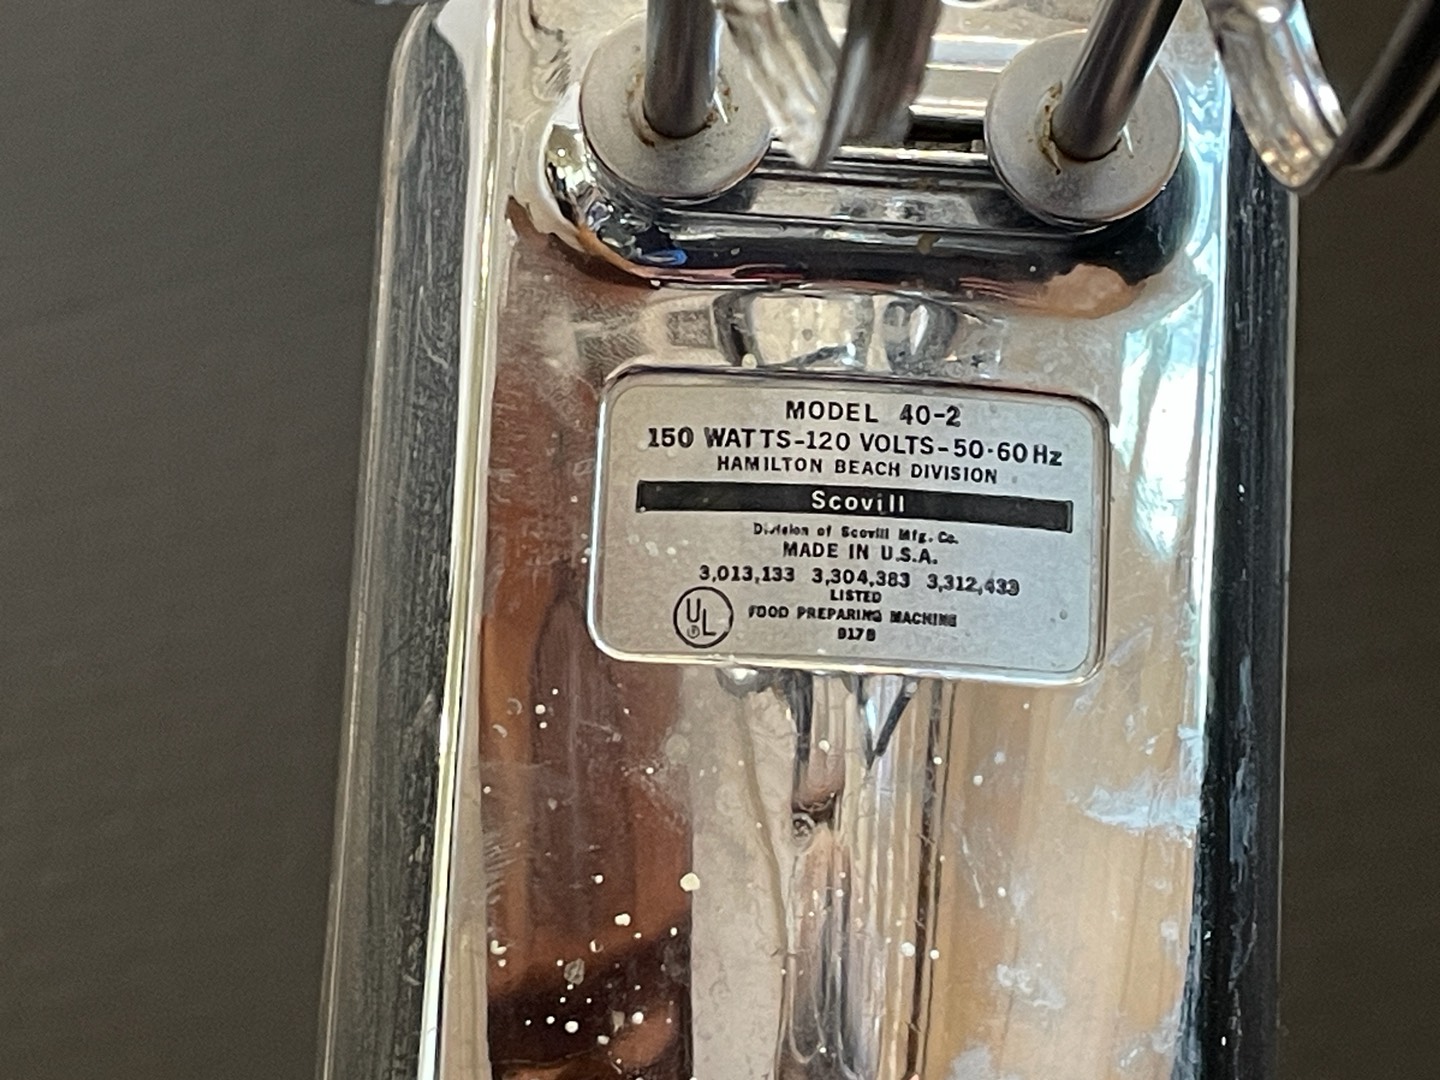 MODEL 40-2
150 WATTS-120 VOLTS-50-60 Hz
HAMILTON BEACH DIVISION
Scovill
Division of Scovill Mfg. Co.
MADE IN U.S.A.
3,013,133 3,304,383 3,312,433
LISTED
UL FOOD PREPARING MACHINE
917B